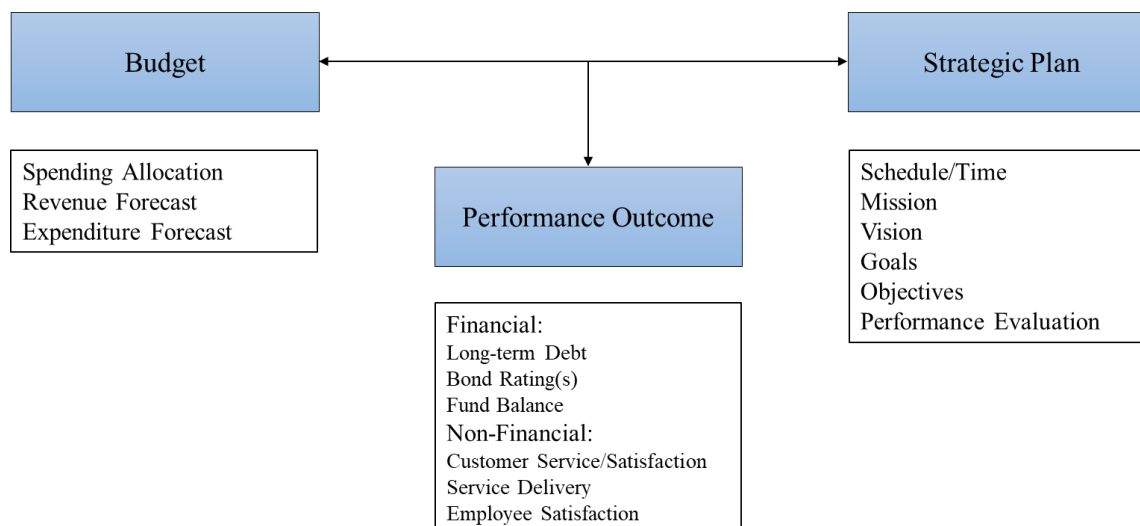 Budget
Strategic Plan
Spending Allocation
Revenue Forecast
Expenditure Forecast
Performance Outcome
Schedule/Time
Mission
Vision
Goals
Objectives
Performance Evaluation
Financial:
Long-term Debt
Bond Rating(s)
Fund Balance
Non-Financial:
Customer Service/Satisfaction
Service Delivery
Employee Satisfaction